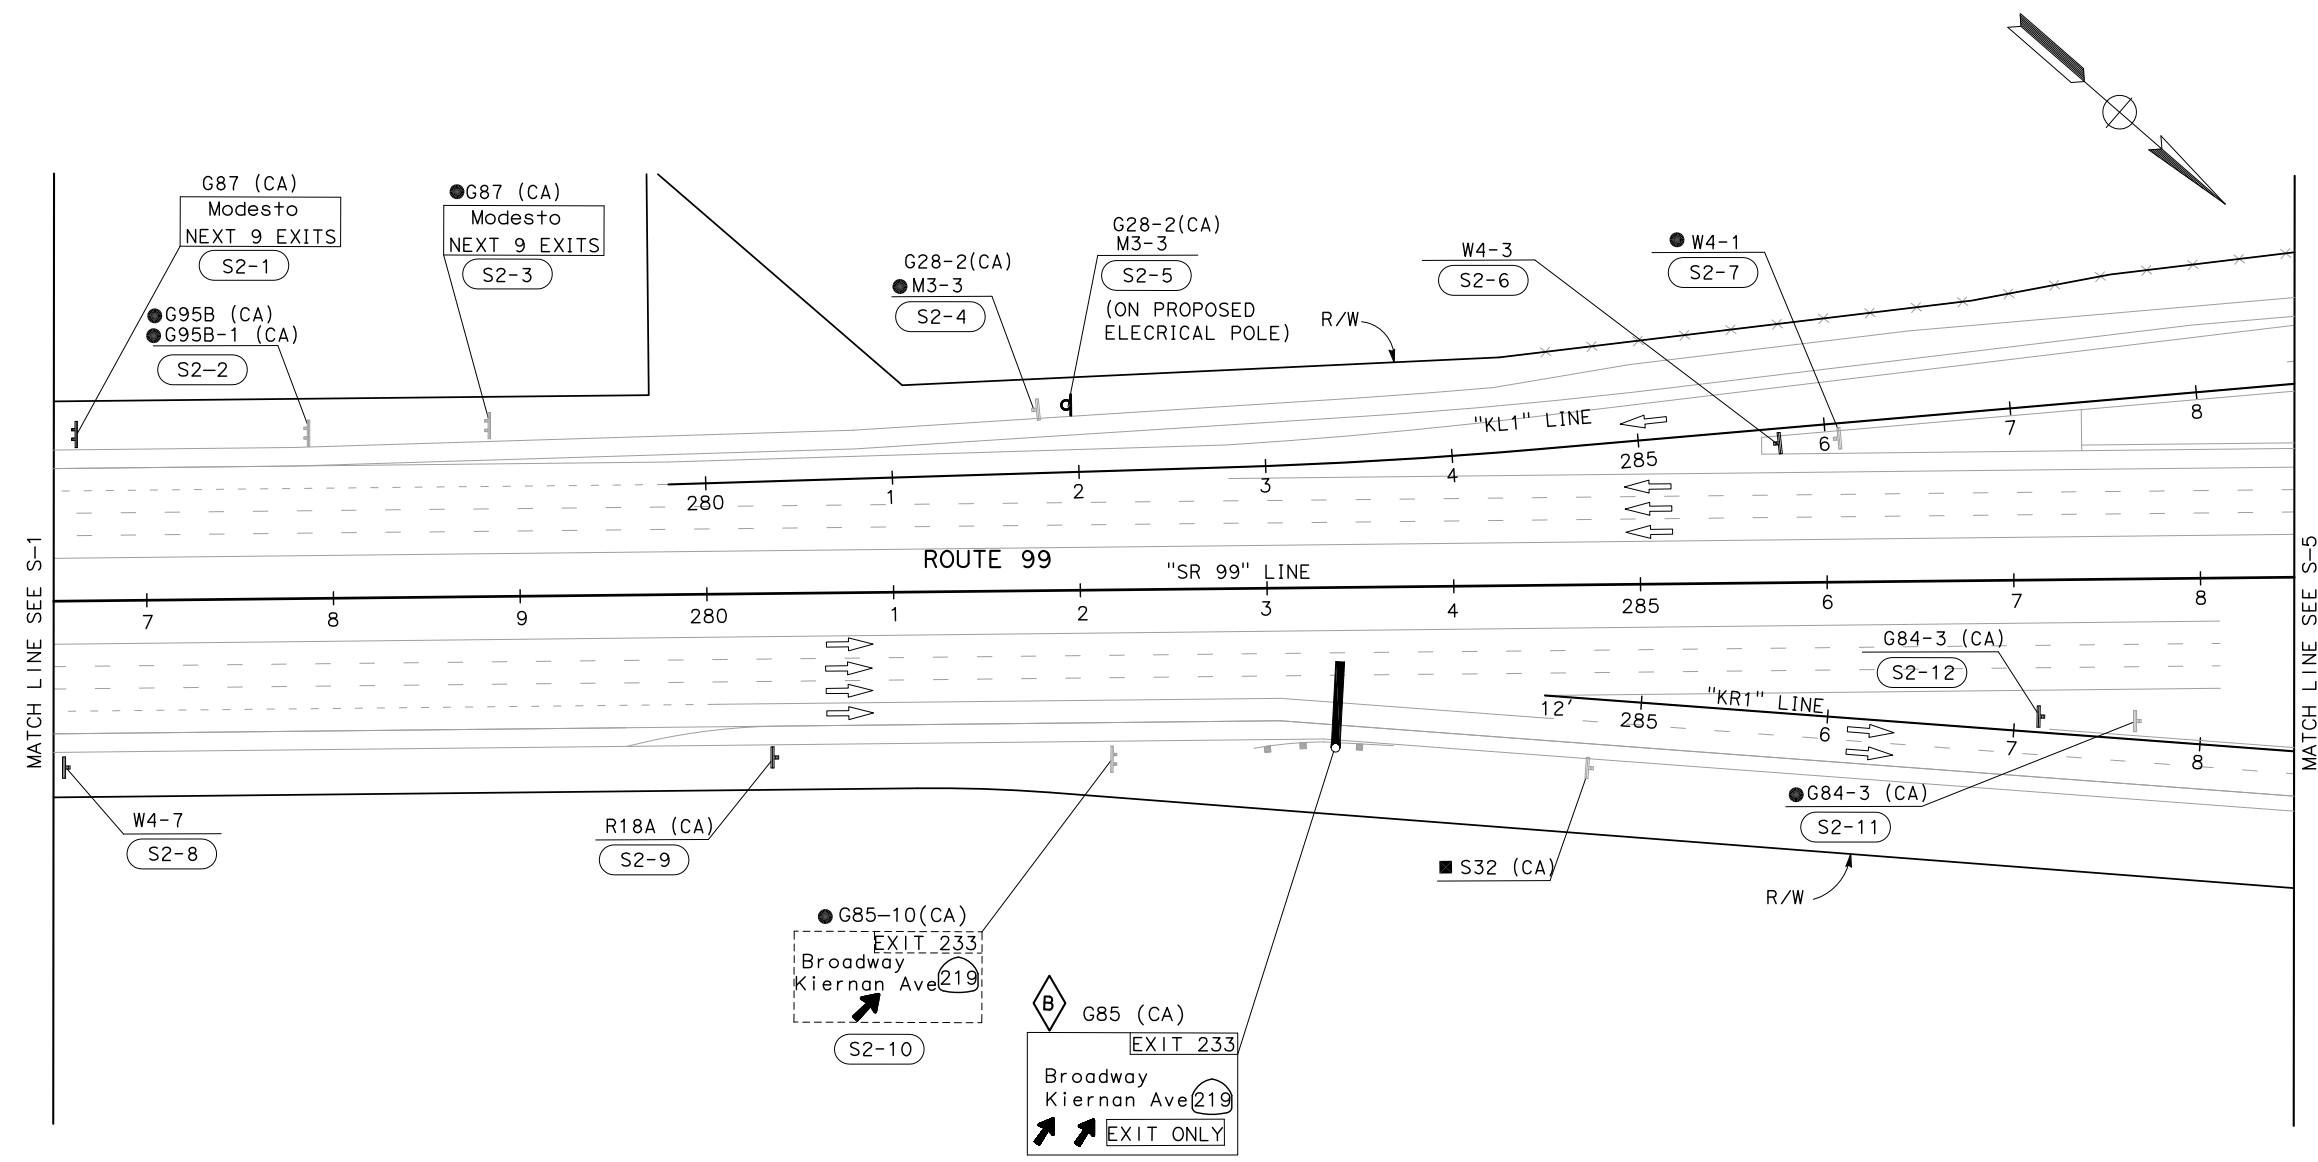 G87 (CA)
Modesto
NEXT 9 EXITS
S2-1
G87 (CA)
Modesto
NEXT 9 EXITS
S2-3
G95B (CA)
G95B-1 (CA)
S2-2
G28-2(CA)
M3-3
S2-4
G28-2(CA)
M3-3
S2-5
(ON PROPOSED
ELECRICAL POLE)
R/W
W4-3
S2-6
W4-1
S2-7
"KL1" LINE
280
1
2
3
4
285
6
7
8
MATCH LINE SEE S-1
ROUTE 99
"SR 99" LINE
MATCH LINE SEE S-5
7
8
9
280
1
2
3
4
285
6
7
8
G84-3 (CA)
S2-12
"KR1" LINE
12'
285
6
7
8
W4-7
S2-8
R18A (CA)
S2-9
G84-3 (CA)
S2-11
S32 (CA)
R/W
G85-10(CA)
EXIT 233
Broadway
Kiernan Ave 219
S2-10
B
G85 (CA)
EXIT 233
Broadway
Kiernan Ave 219
EXIT ONLY